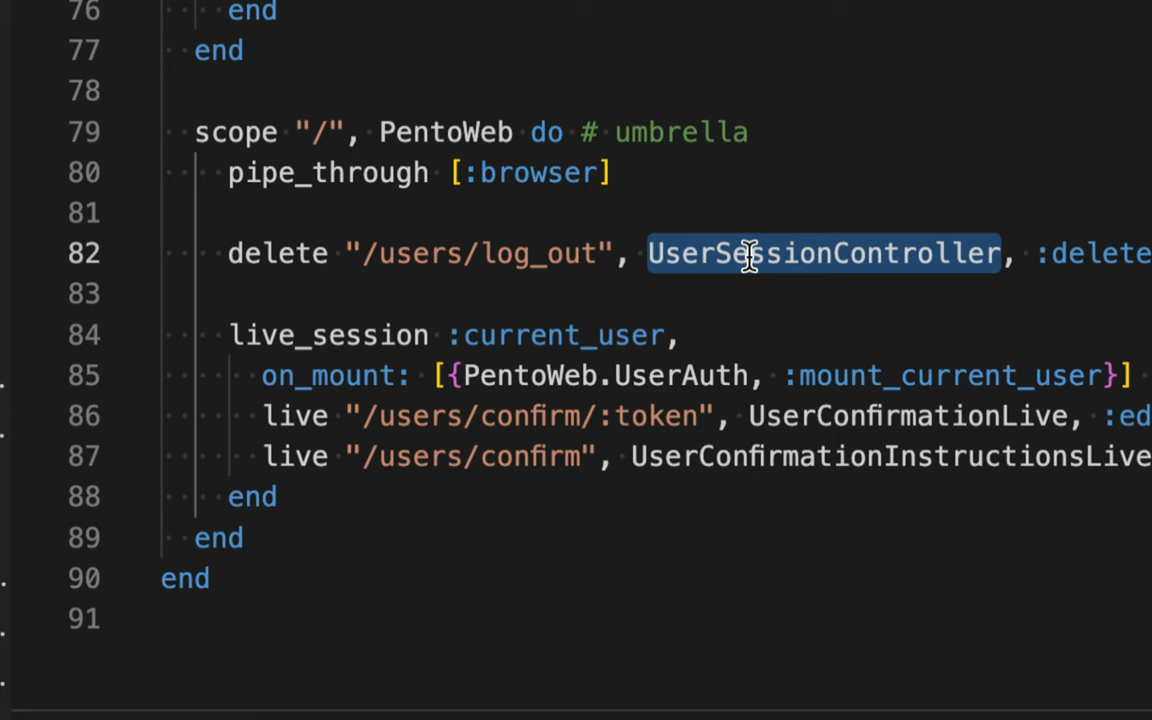 76 end
77 end
78
79 scope "/", PentoWeb do # umbrella
80 pipe_through [:browser]
81
82 delete "/users/log_out", UserSessionController, :delete
83
84 live_session :current_user,
85 on_mount: [{PentoWeb.UserAuth, :mount_current_user}]
86 live "/users/confirm/:token", UserConfirmationLive, :ed
87 live "/users/confirm", UserConfirmationInstructionsLive
88 end
89 end
90 end
91